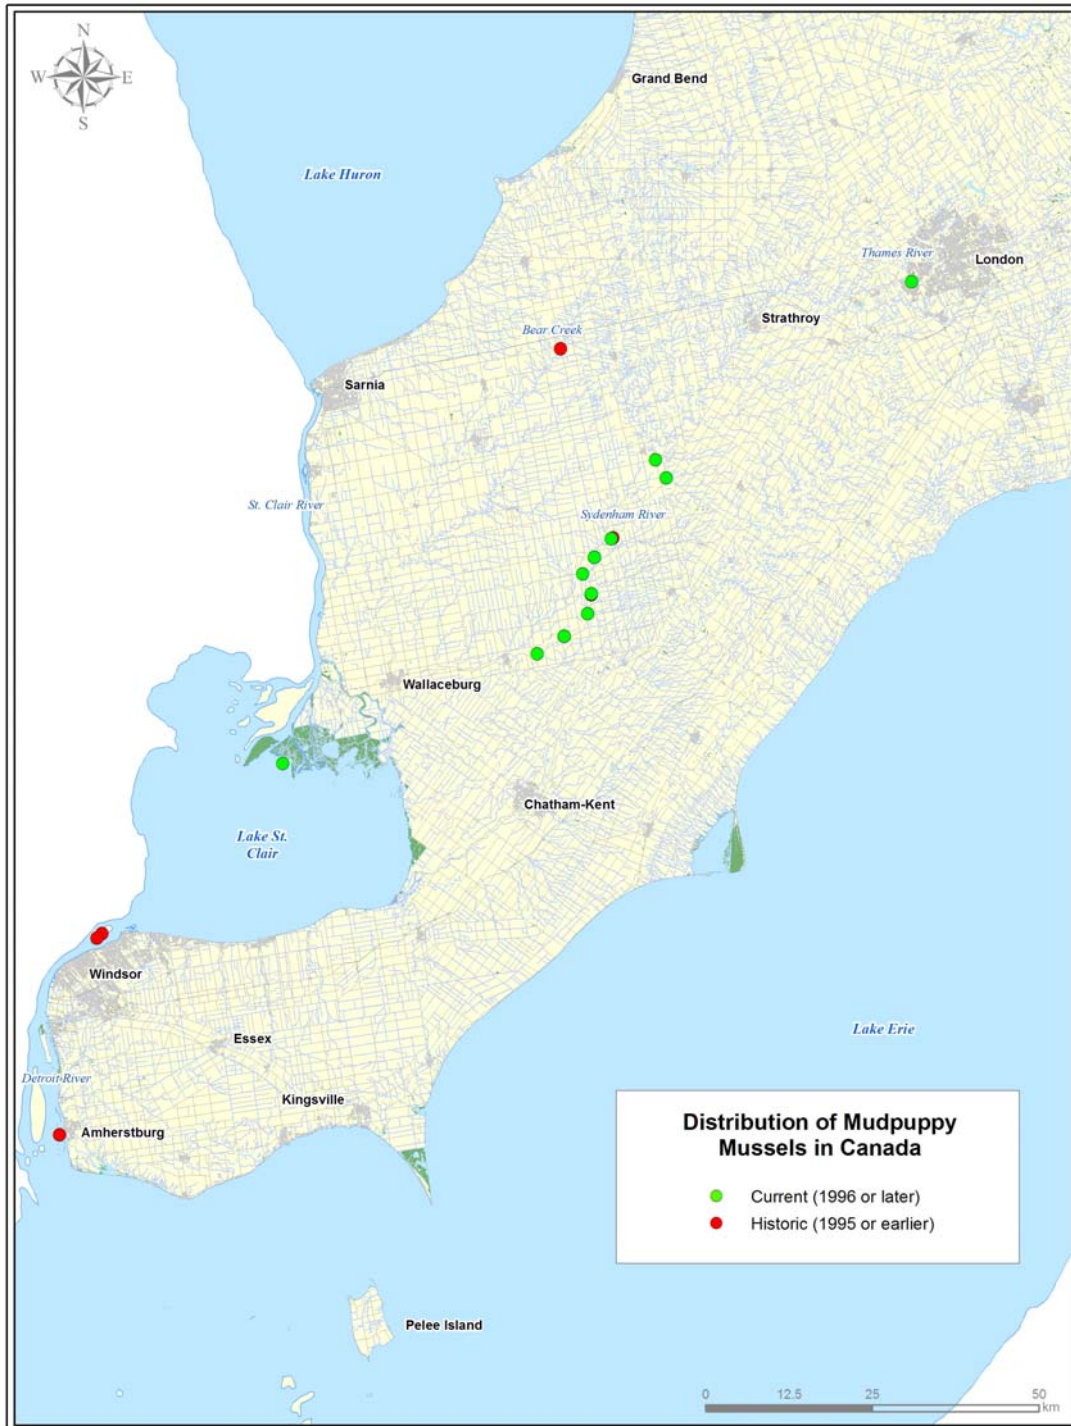 N
W E
S
Grand Bend
Lake Huron
Thames River
London
Strathroy
Bear Creek
Sarnia
St. Clair River
Sydenham River
Wallaceburg
Chatham-Kent
Lake St.
Clair
Windsor
Lake Erie
Essex
Detroit River
Kingsville
Amherstburg
Distribution of Mudpuppy
Mussels in Canada
Current (1996 or later)
Historic (1995 or earlier)
Pelee Island
0 12.5 25 50
km